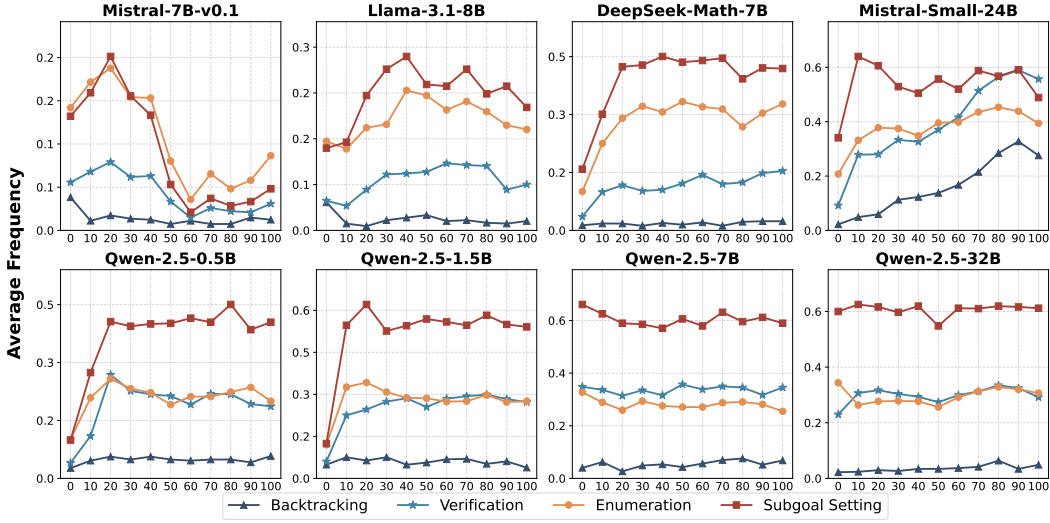 Mistral-7B-v0.1 Llama-3.1-8B DeepSeek-Math-7B Mistral-Small-24B
0.2 0.2 0.1 0.1 0.0
0.3 0.2 0.1 0.0
0.5 0.3 0.2 0.0
0.6 0.4 0.2 0.0
0 10 20 30 40 50 60 70 80 90 100 0 10 20 30 40 50 60 70 80 90 100 0 10 20 30 40 50 60 70 80 90 100 0 10 20 30 40 50 60 70 80 90 100
Average Frequency
Qwen-2.5-0.5B Qwen-2.5-1.5B Qwen-2.5-7B Qwen-2.5-32B
0.5 0.3 0.2 0.0
0.6 0.5 0.3 0.2 0.0
0.6 0.4 0.2 0.0
0.6 0.4 0.2 0.0
0 10 20 30 40 50 60 70 80 90 100 0 10 20 30 40 50 60 70 80 90 100 0 10 20 30 40 50 60 70 80 90 100 0 10 20 30 40 50 60 70 80 90 100
Backtracking Verification Enumeration Subgoal Setting